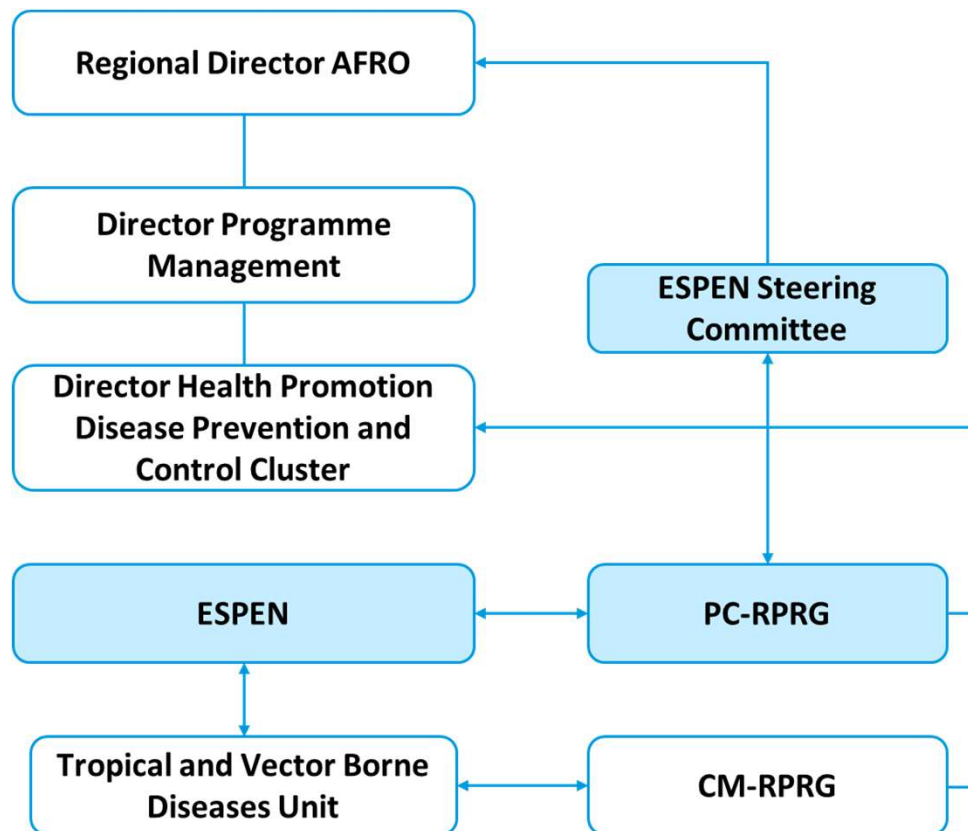 Regional Director AFRO
Director Programme
Management
ESPEN Steering
Committee
Director Health Promotion
Disease Prevention and
Control Cluster
ESPEN
PC-RPRG
Tropical and Vector Borne
Diseases Unit
CM-RPRG